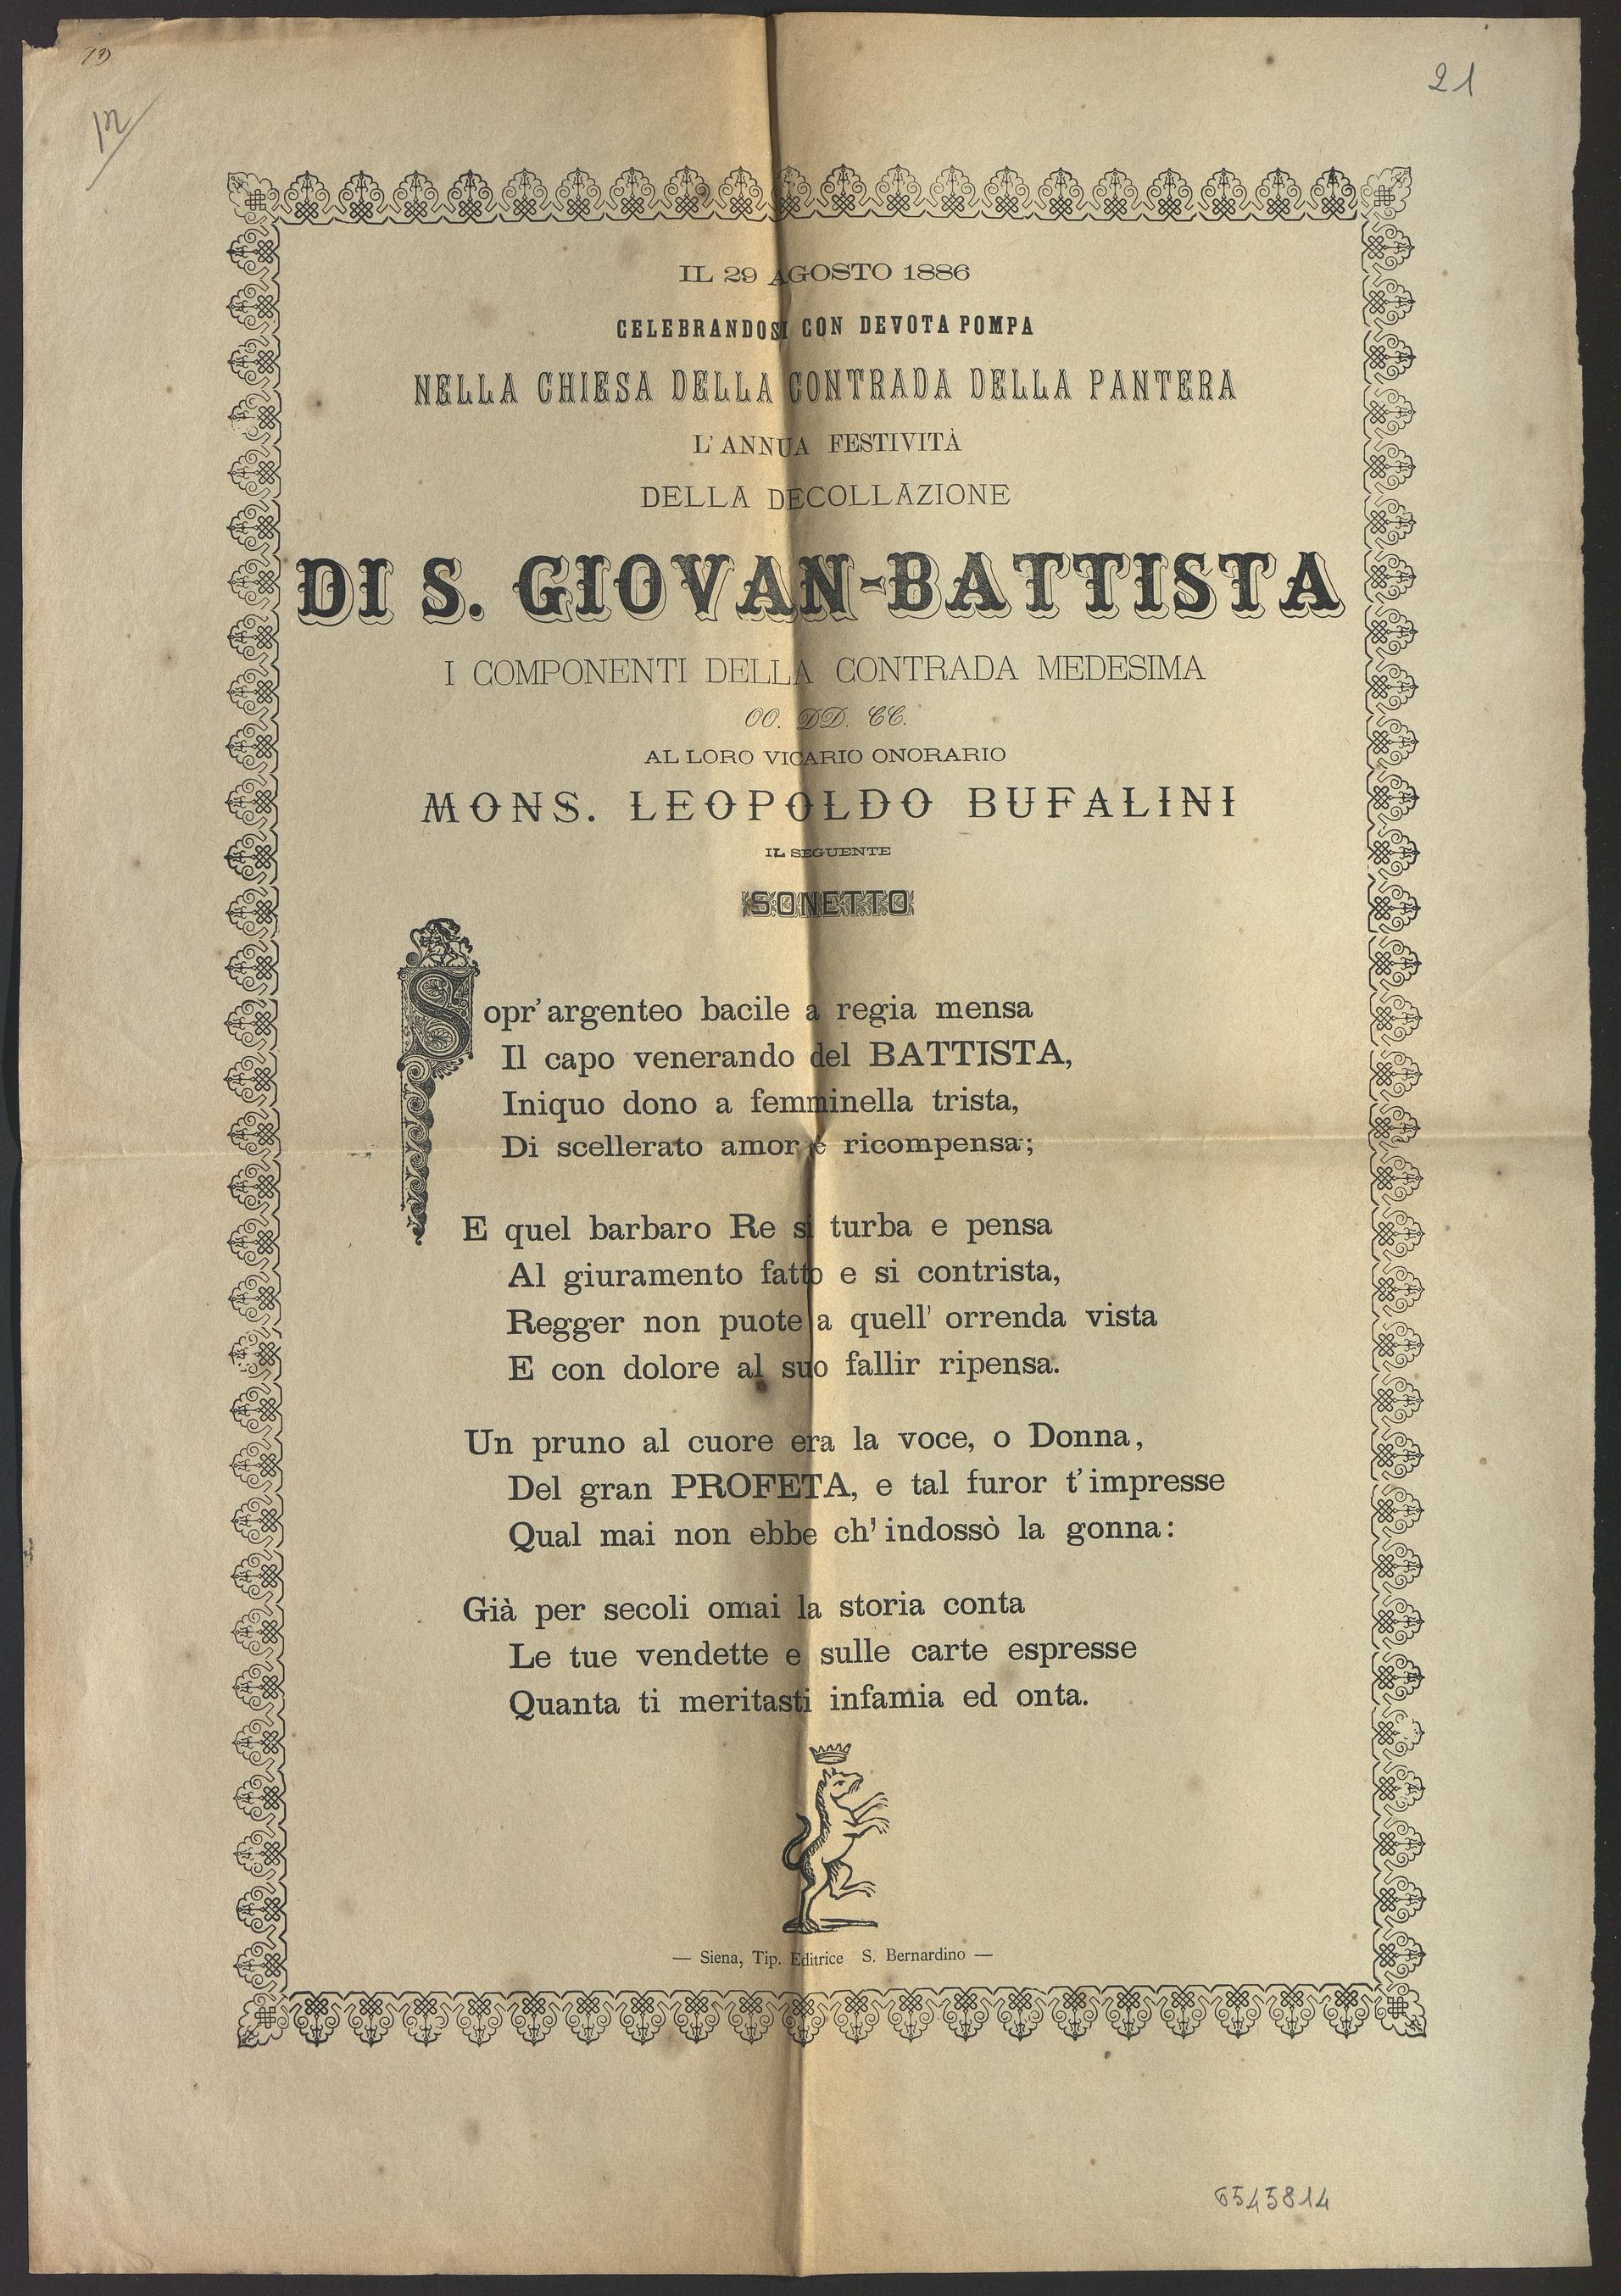 21
12
IL 29 AGOSTO 1886
CELEBRANDOSI CON DEVOTA POMPA
NELLA CHIESA DELLA CONTRADA DELLA PANTERA
L'ANNUA FESTIVITÀ
DELLA DECOLLAZIONE
DI S. GIOVAN-BATTISTA
I COMPONENTI DELLA CONTRADA MEDESIMA
OO. DD. CC.
AL LORO VICARIO ONORARIO
MONS. LEOPOLDO BUFALINI
IL SEGUENTE
SONETTO
Sopr'argenteo bacile a regia mensa
Il capo venerando del BATTISTA,
Iniquo dono a femminella trista,
Di scellerato amor è ricompensa;
E quel barbaro Re si turba e pensa
Al giuramento fatto e si contrista,
Regger non puote a quell' orrenda vista
E con dolore al suo fallir ripensa.
Un pruno al cuore era la voce, o Donna,
Del gran PROFETA, e tal furor t'impresse
Qual mai non ebbe ch'indossò la gonna:
Già per secoli omai la storia conta
Le tue vendette e sulle carte espresse
Quanta ti meritasti infamia ed onta.
— Siena, Tip. Editrice S. Bernardino —
6545814